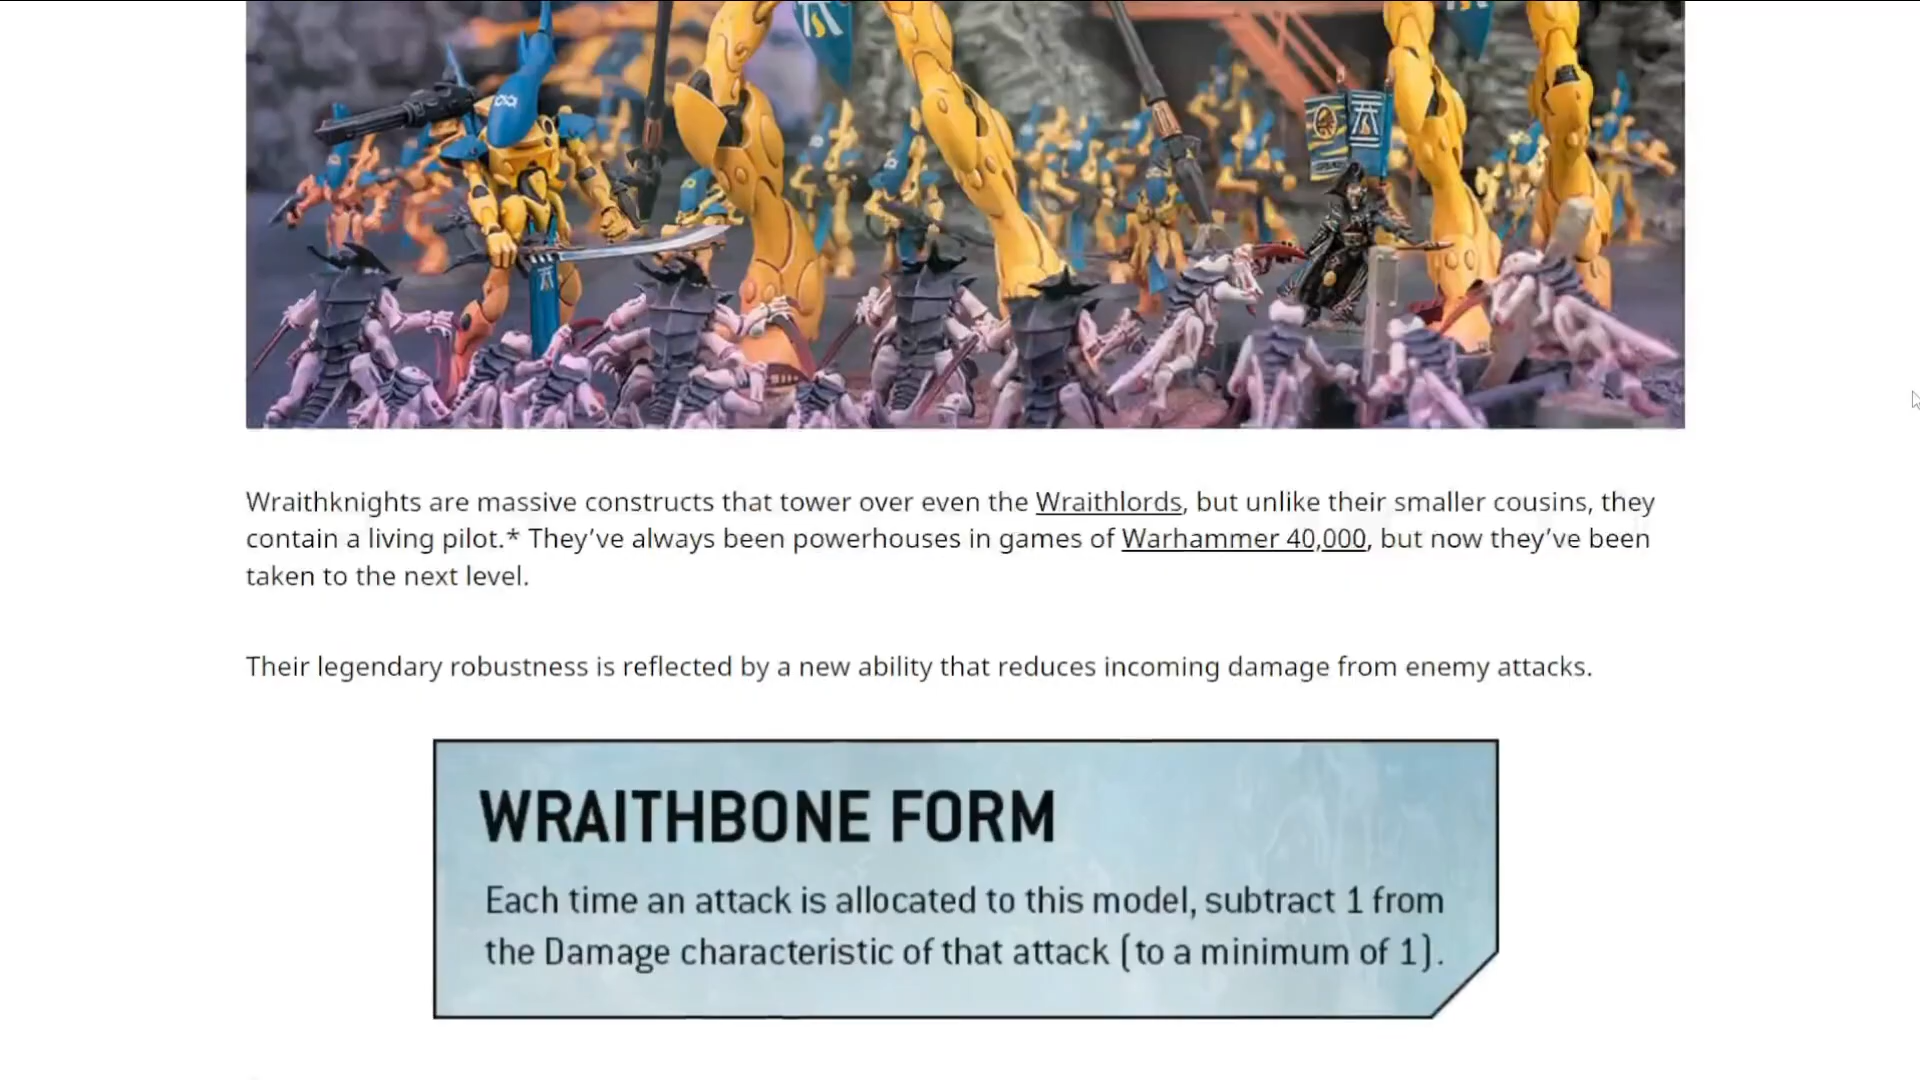 Wraithknights are massive constructs that tower over even the Wraithlords, but unlike their smaller cousins, they
contain a living pilot.* They’ve always been powerhouses in games of Warhammer 40,000, but now they’ve been
taken to the next level.
Their legendary robustness is reflected by a new ability that reduces incoming damage from enemy attacks.
WRAITHBONE FORM
Each time an attack is allocated to this model, subtract 1 from
the Damage characteristic of that attack (to a minimum of 1).